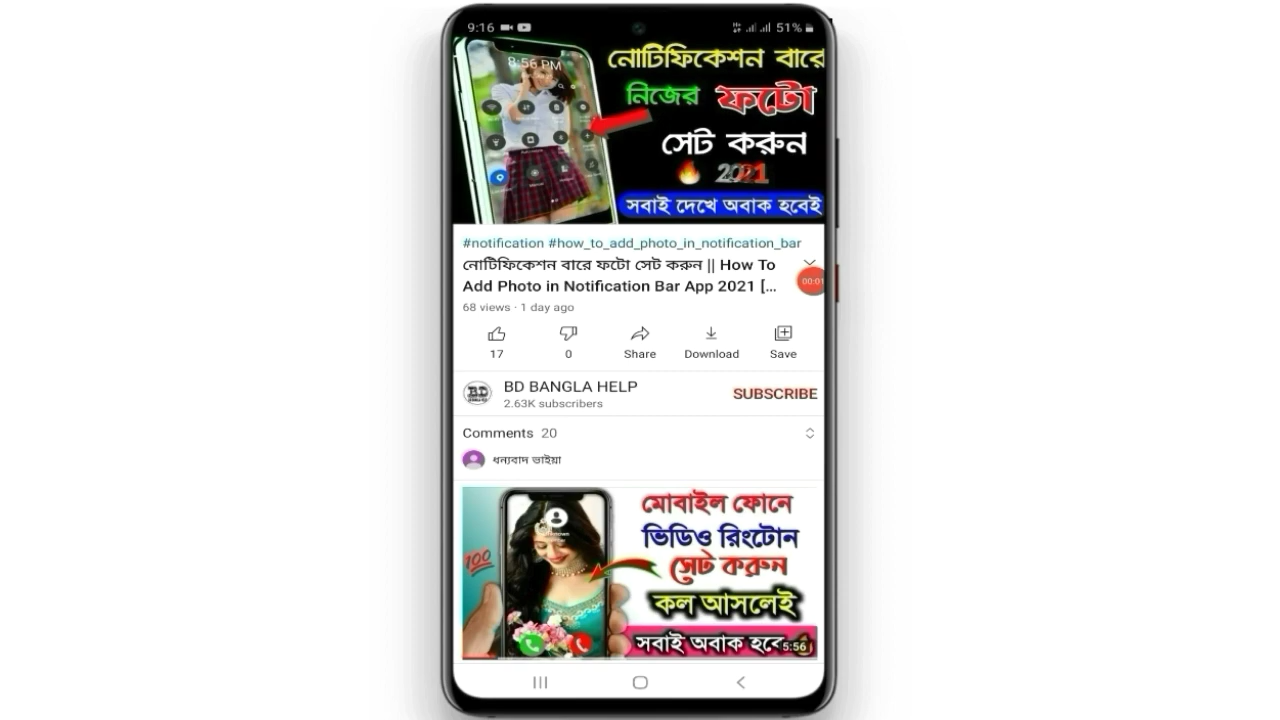 9:16
51%
8:56 PM
নোটিফিকেশন বারে
নিজের ফটো
সেট করুন
2021
সবাই দেখে অবাক হবেই
#notification #how_to_add_photo_in_notification_bar
নোটিফিকেশন বারে ফটো সেট করুন || How To
Add Photo in Notification Bar App 2021 [...
00:01
68 views · 1 day ago
17
0
Share
Download
Save
BD
BD BANGLA HELP
2.63K subscribers
SUBSCRIBE
Comments 20
ধন্যবাদ ভাইয়া
মোবাইল ফোনে
ভিডিও রিংটোন
100
সেট করুন
কল আসলেই
সবাই অবাক হবে
5:56